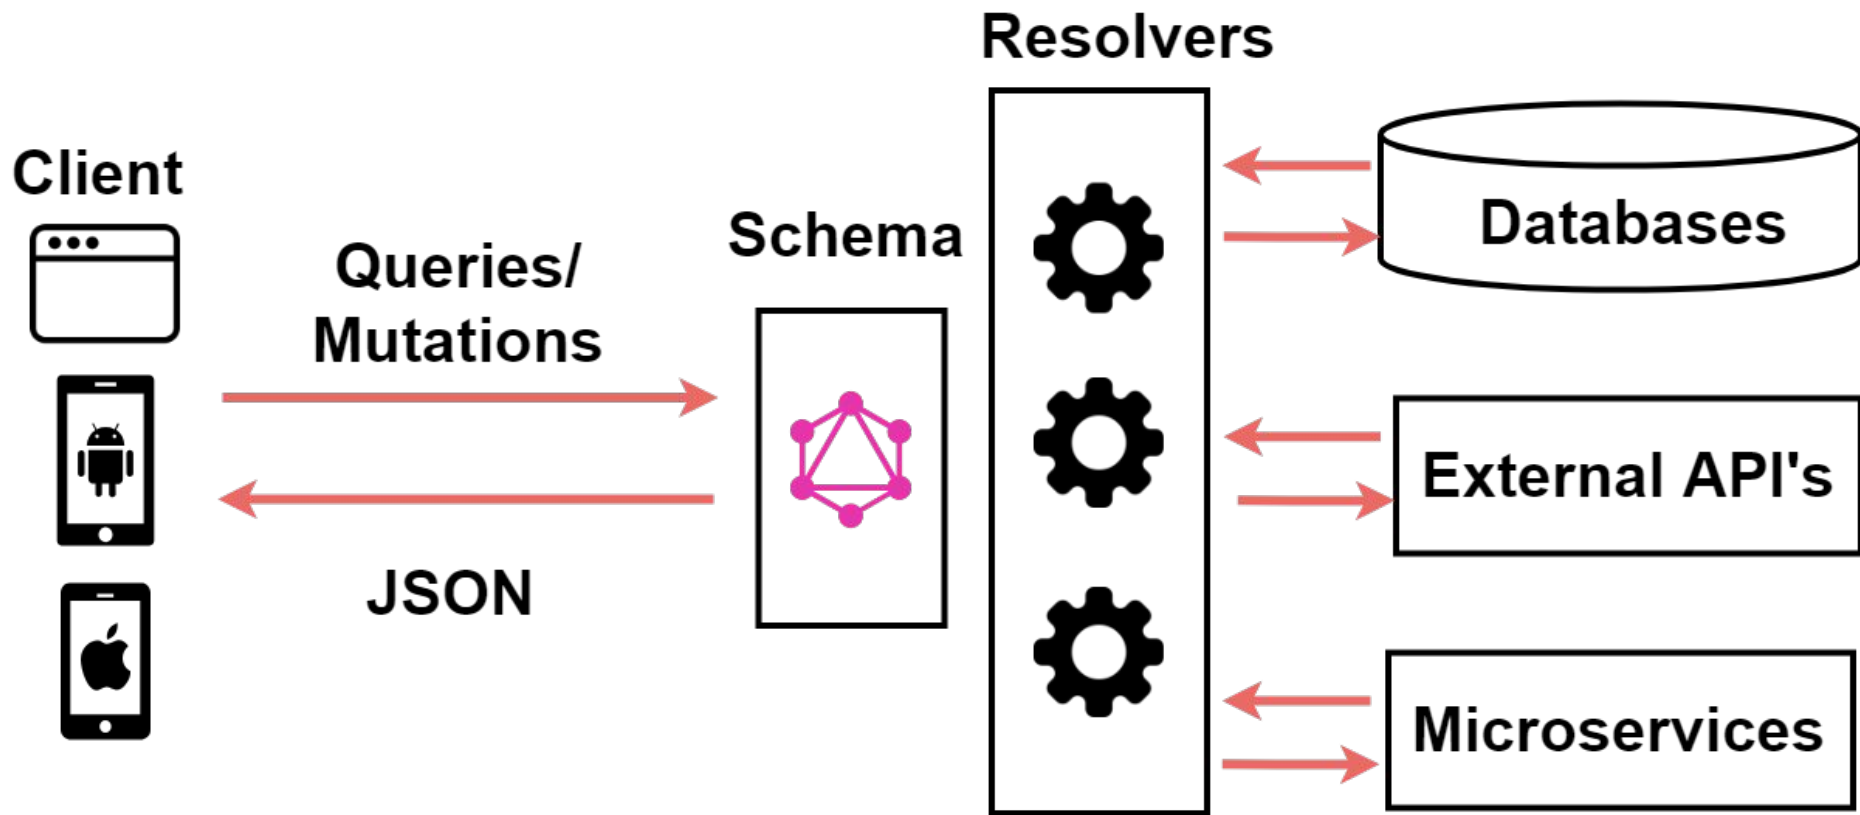 Client
Queries/
Mutations
JSON
Schema
Resolvers
Databases
External API's
Microservices